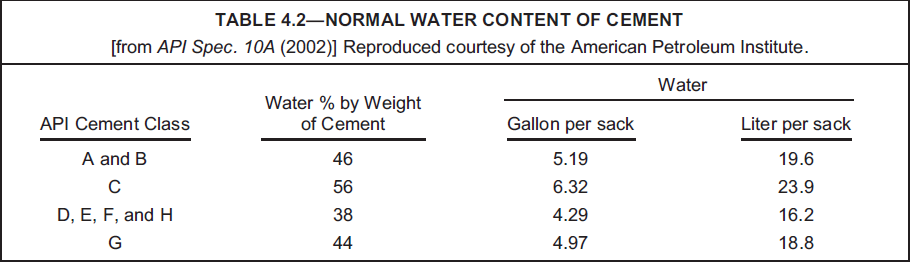 TABLE 4.2—NORMAL WATER CONTENT OF CEMENT
[from API Spec. 10A (2002)] Reproduced courtesy of the American Petroleum Institute.
Water
Water % by Weight
API Cement Class of Cement Gallon per sack Liter per sack
A and B 46 5.19 19.6
C 56 6.32 23.9
D, E, F, and H 38 4.29 16.2
G 44 4.97 18.8